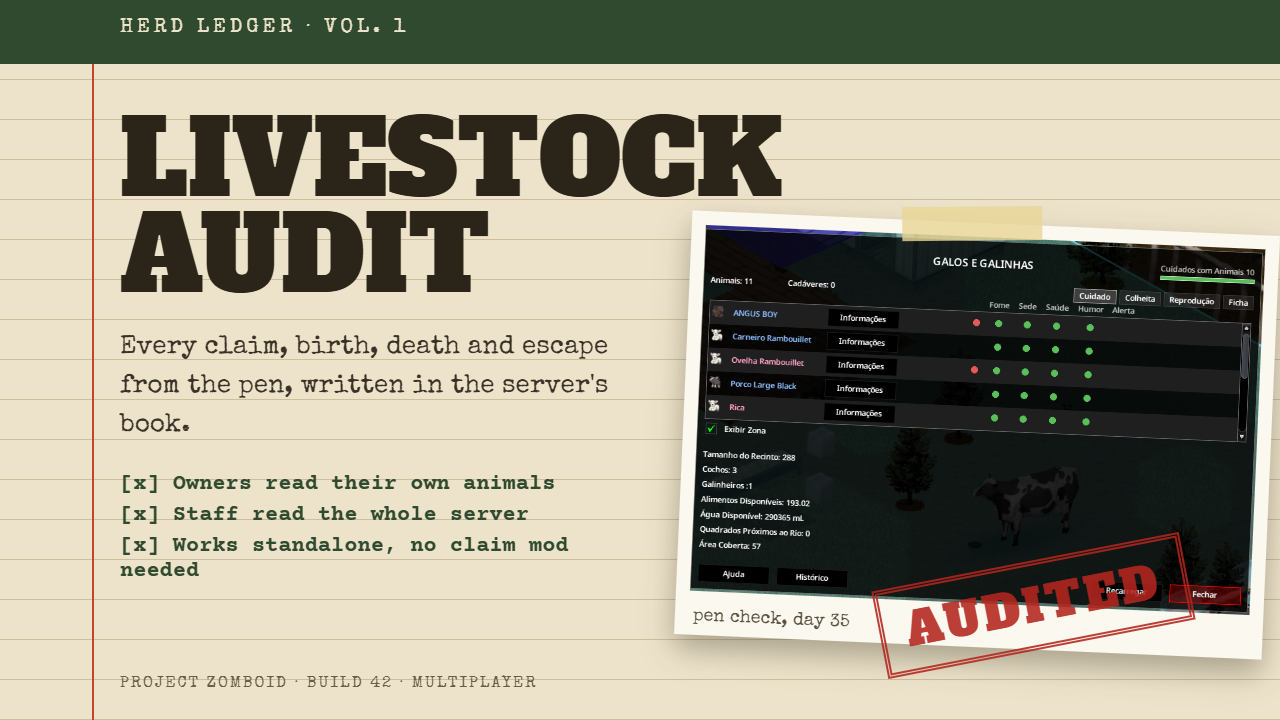 HERD LEDGER · VOL. 1
LIVESTOCK
AUDIT
Every claim, birth, death and escape
from the pen, written in the server's
book.
[x] Owners read their own animals
[x] Staff read the whole server
[x] Works standalone, no claim mod
needed
PROJECT ZOMBOID · BUILD 42 · MULTIPLAYER
GALOS E GALINHAS
Cuidados com Animais 10
Animais: 11 Cadáveres: 0
Cuidado Colheita Reprodução Ficha
Fome Sede Saúde Humor Alerta
ANGUS BOY Informações
Carneiro Rambouillet Informações
Ovelha Rambouillet Informações
Porco Large Black Informações
Rica Informações
Exibir Zona
Tamanho do Recinto: 288
Cochos: 3
Galinheiros :1
Alimentos Disponíveis: 193.02
Água Disponível: 290365 mL
Quadrados Próximos ao Rio: 0
Área Coberta: 57
Ajuda Histórico Recarregar Fechar
pen check, day 35
AUDITED